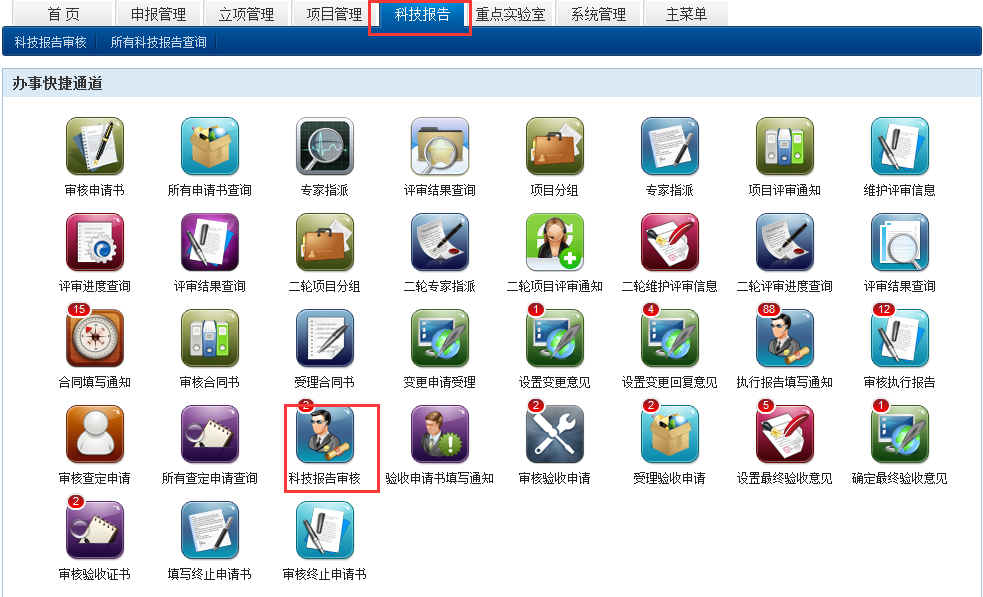 首 页 申报管理 立项管理 项目管理 科技报告 重点实验室 系统管理 主菜单
科技报告审核 所有科技报告查询
办事快捷通道
审核申请书 所有申请书查询 专家指派 评审结果查询 项目分组 专家指派 项目评审通知 维护评审信息
评审进度查询 评审结果查询 二轮项目分组 二轮专家指派 二轮项目评审通知 二轮维护评审信息 二轮评审进度查询 评审结果查询
15 1 4 88 12
合同填写通知 审核合同书 受理合同书 变更申请受理 设置变更意见 设置变更回复意见 执行报告填写通知 审核执行报告
2 2 2 5 1
审核查定申请 所有查定申请查询 科技报告审核 验收申请书填写通知 审核验收申请 受理验收申请 设置最终验收意见 确定最终验收意见
2
审核验收证书 填写终止申请书 审核终止申请书